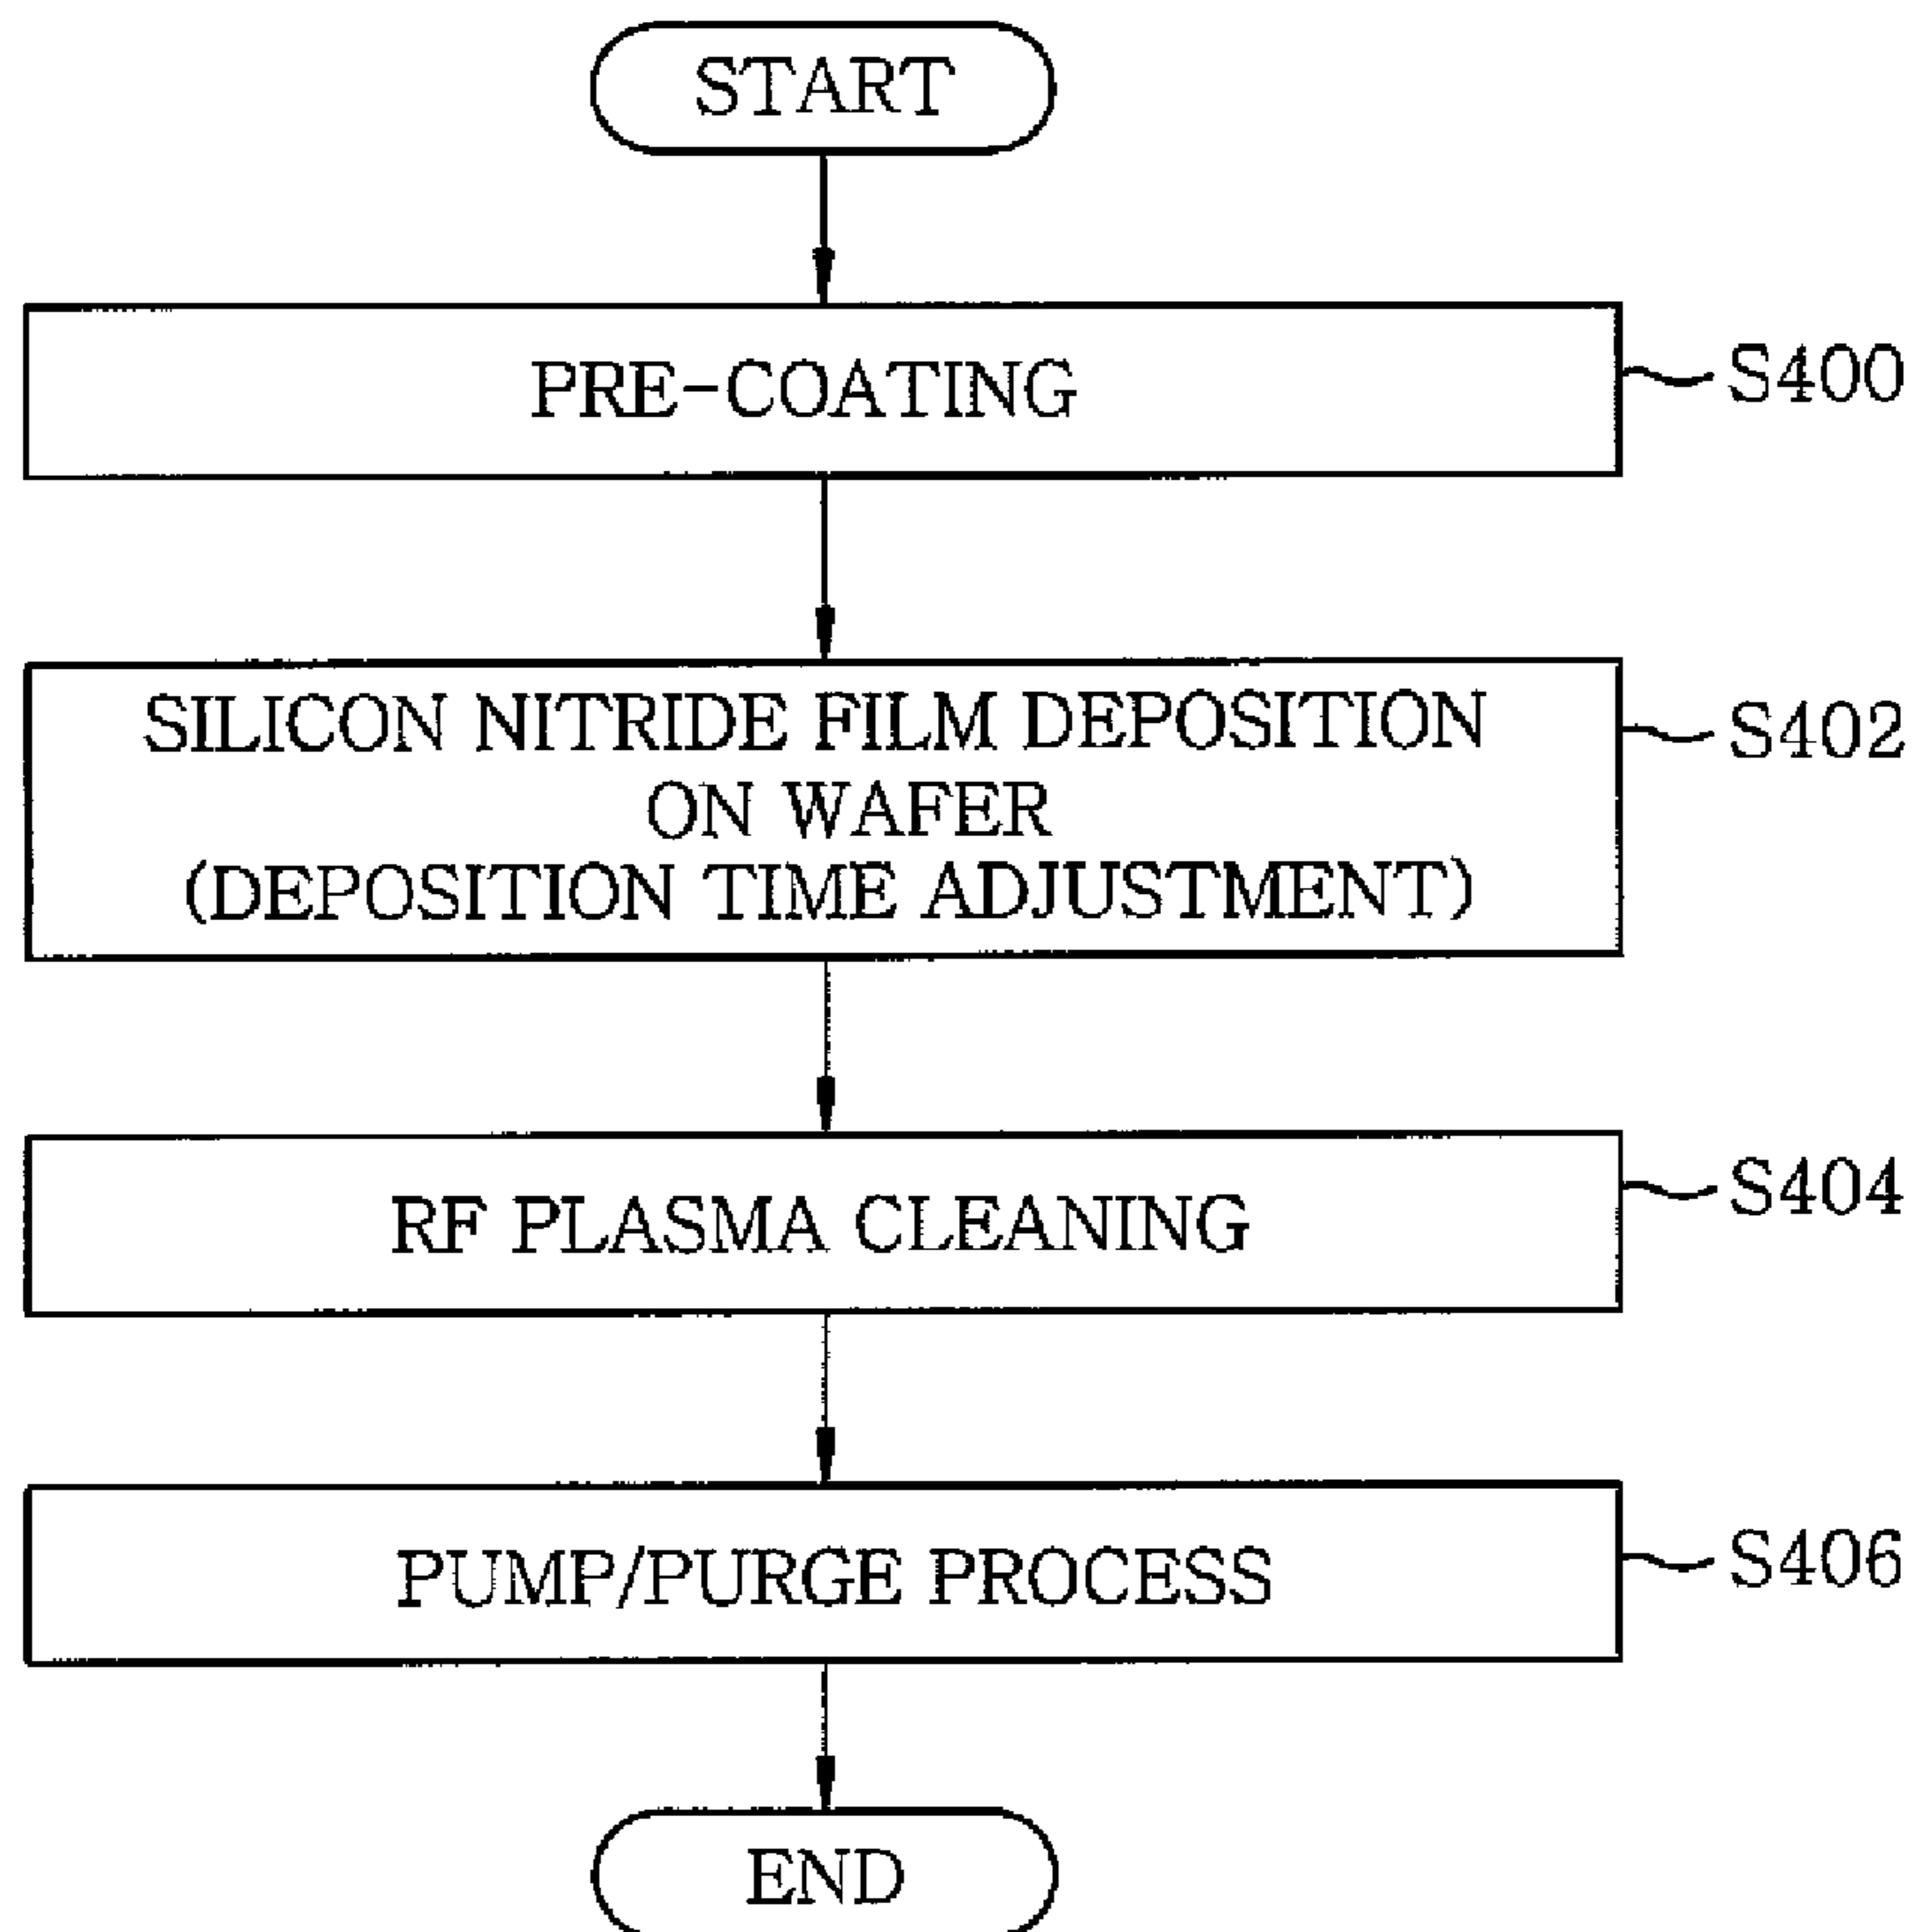 START
PRE-COATING
S400
SILICON NITRIDE FILM DEPOSITION
ON WAFER
(DEPOSITION TIME ADJUSTMENT)
S402
RF PLASMA CLEANING
S404
PUMP/PURGE PROCESS
S406
END